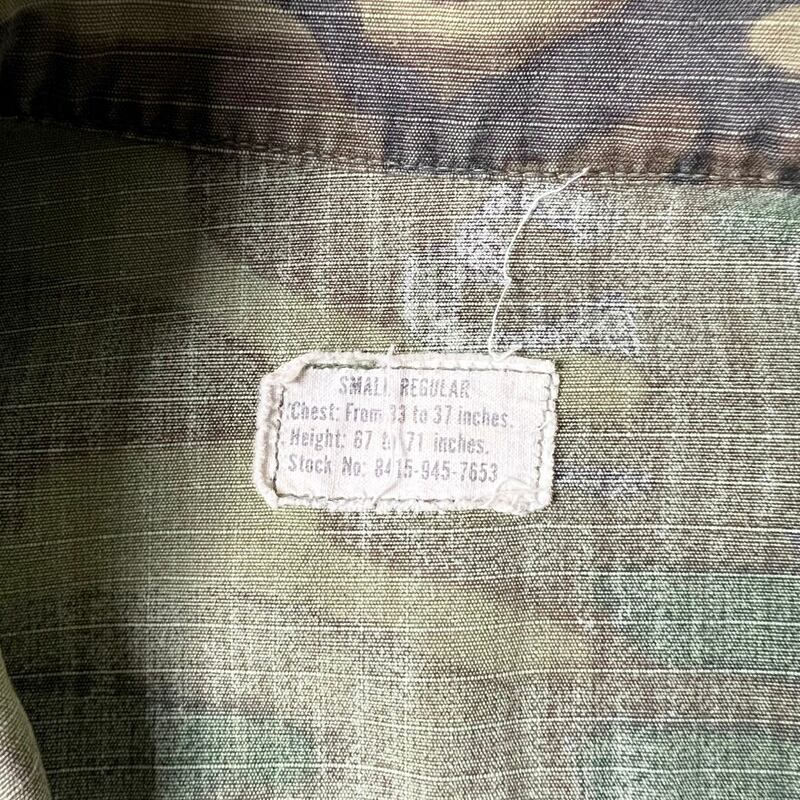 SMALL REGULAR
Chest: From 33 to 37 inches.
Height: 67 to 71 inches.
Stock No: 8415-945-7653